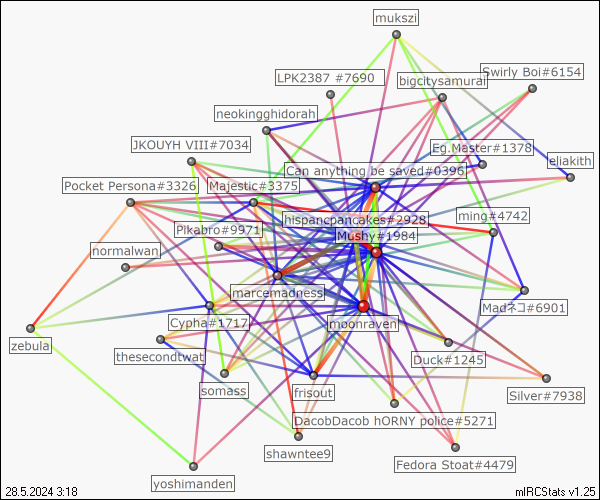 mukszi
LPK2387 #7690
bigcitysamurai
Swirly Boi#6154
neokingghidorah
JKOUYH VIII#7034
Eg.Master#1378
Can anything be saved#0396
eliakith
Pocket Persona#3326
Majestic#3375
hispancpancakes#2928
ming#4742
Pikabro#9971
Mushy#1984
normalwan
marcemadness
Madネコ#6901
Cypha#1717
moonraven
zebula
thesecondtwat
Duck#1245
somass
frisout
Silver#7938
DacobDacob hORNY police#5271
shawntee9
Fedora Stoat#4479
yoshimanden
28.5.2024 3:18
mIRCStats v1.25